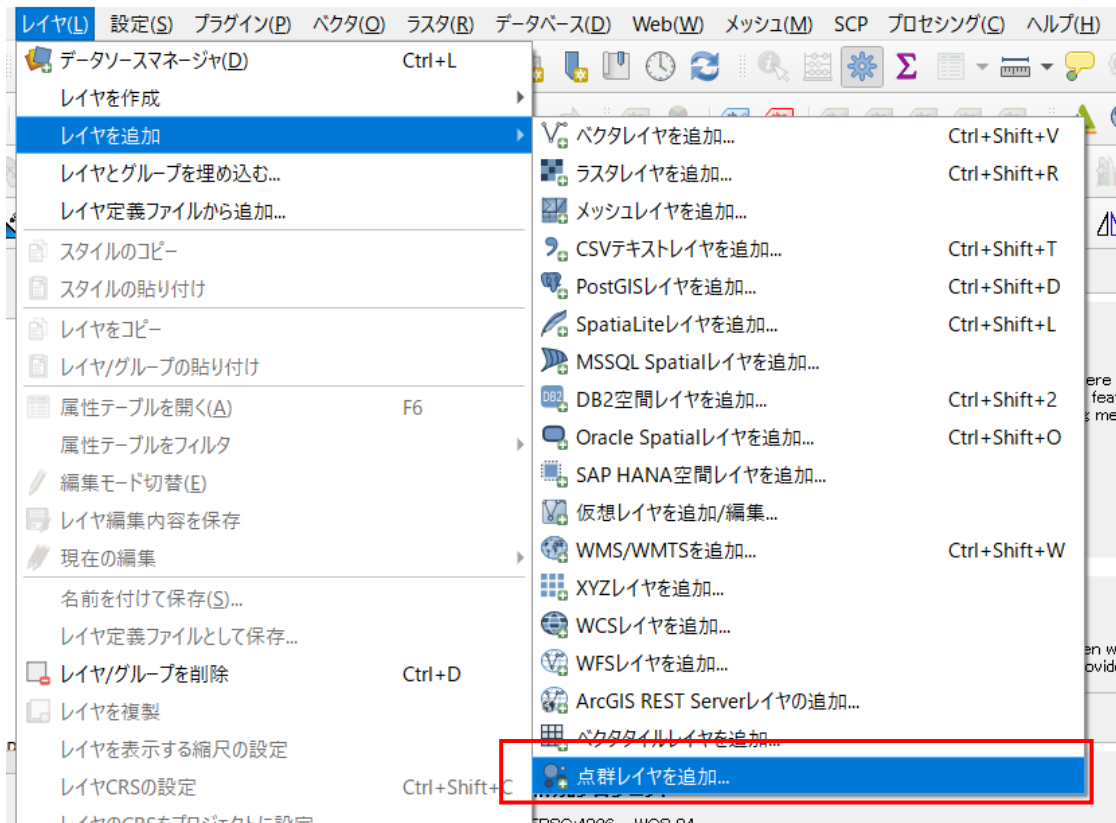 レイヤ(L) 設定(S) プラグイン(P) ベクタ(O) ラスタ(R) データベース(D) Web(W) メッシュ(M) SCP プロセシング(C) ヘルプ(H)
データソースマネージャ(D) Ctrl+L
レイヤを作成
レイヤを追加
レイヤとグループを埋め込む...
レイヤ定義ファイルから追加...
スタイルのコピー
スタイルの貼り付け
レイヤをコピー
レイヤ/グループの貼り付け
属性テーブルを開く(A) F6
属性テーブルをフィルタ
編集モード切替(E)
レイヤ編集内容を保存
現在の編集
名前を付けて保存(S)...
レイヤ定義ファイルとして保存...
レイヤ/グループを削除 Ctrl+D
レイヤを複製
レイヤを表示する縮尺の設定
レイヤCRSの設定 Ctrl+Shift+C
レイヤのCRSをプロジェクトに設定
ベクタレイヤを追加... Ctrl+Shift+V
ラスタレイヤを追加... Ctrl+Shift+R
メッシュレイヤを追加...
CSVテキストレイヤを追加... Ctrl+Shift+T
PostGISレイヤを追加... Ctrl+Shift+D
SpatiaLiteレイヤを追加... Ctrl+Shift+L
MSSQL Spatialレイヤを追加...
DB2空間レイヤを追加... Ctrl+Shift+2
Oracle Spatialレイヤを追加... Ctrl+Shift+O
SAP HANA空間レイヤを追加...
仮想レイヤを追加/編集...
WMS/WMTSを追加... Ctrl+Shift+W
XYZレイヤを追加...
WCSレイヤを追加...
WFSレイヤを追加...
ArcGIS REST Serverレイヤの追加...
ベクタタイルレイヤを追加...
点群レイヤを追加...
DB2